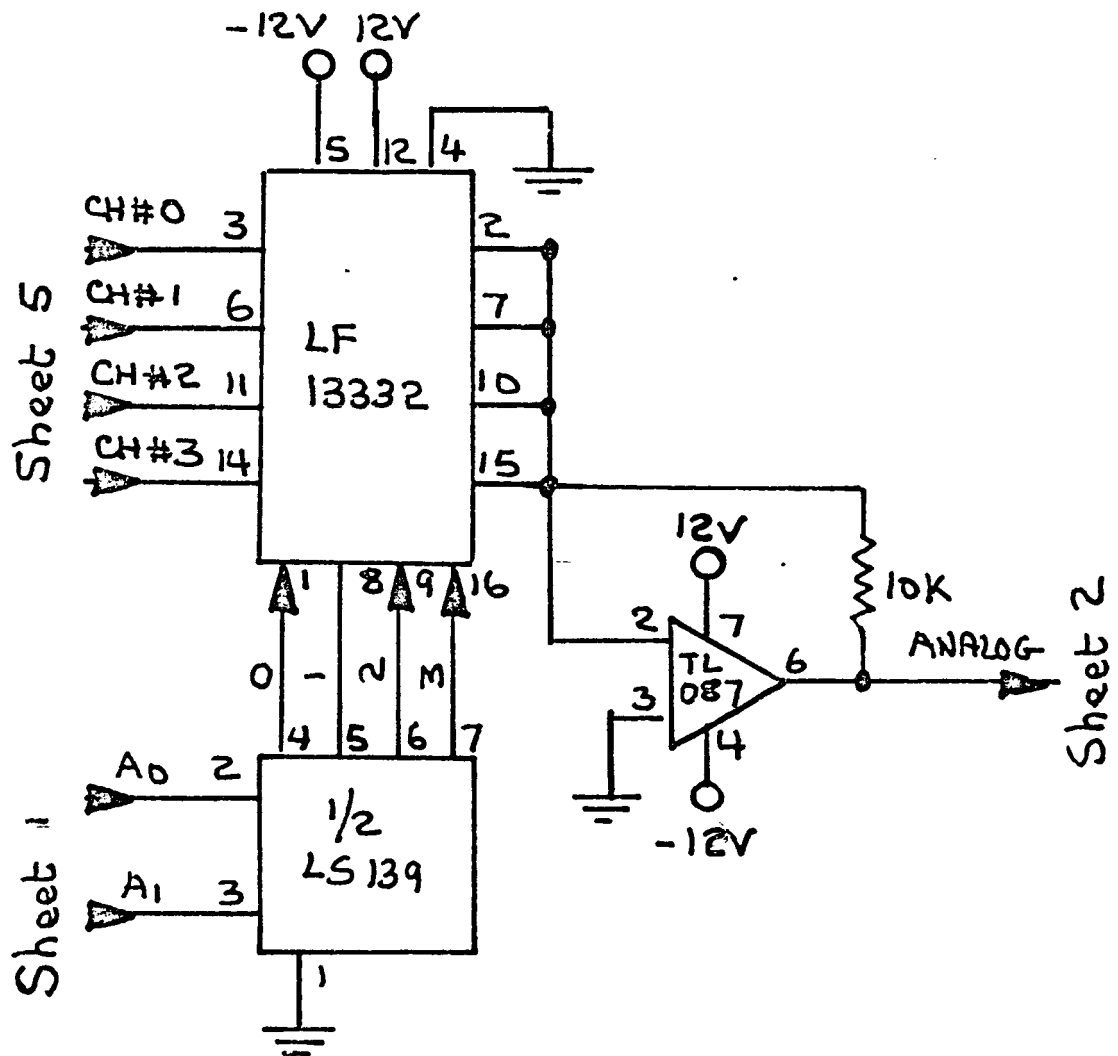 -12V 12V
5 12 4
CH#0 3 2
CH#1 6 7
CH#2 11 10
CH#3 14 15
Sheet 5
LF
13332
1 8 9 16
0 1 2 3
4 5 6 7
12V
7
2
TL
087
3
6
4
-12V
10K
ANALOG
Sheet 2
A0 2
A1 3
Sheet 1
1/2
LS139
1